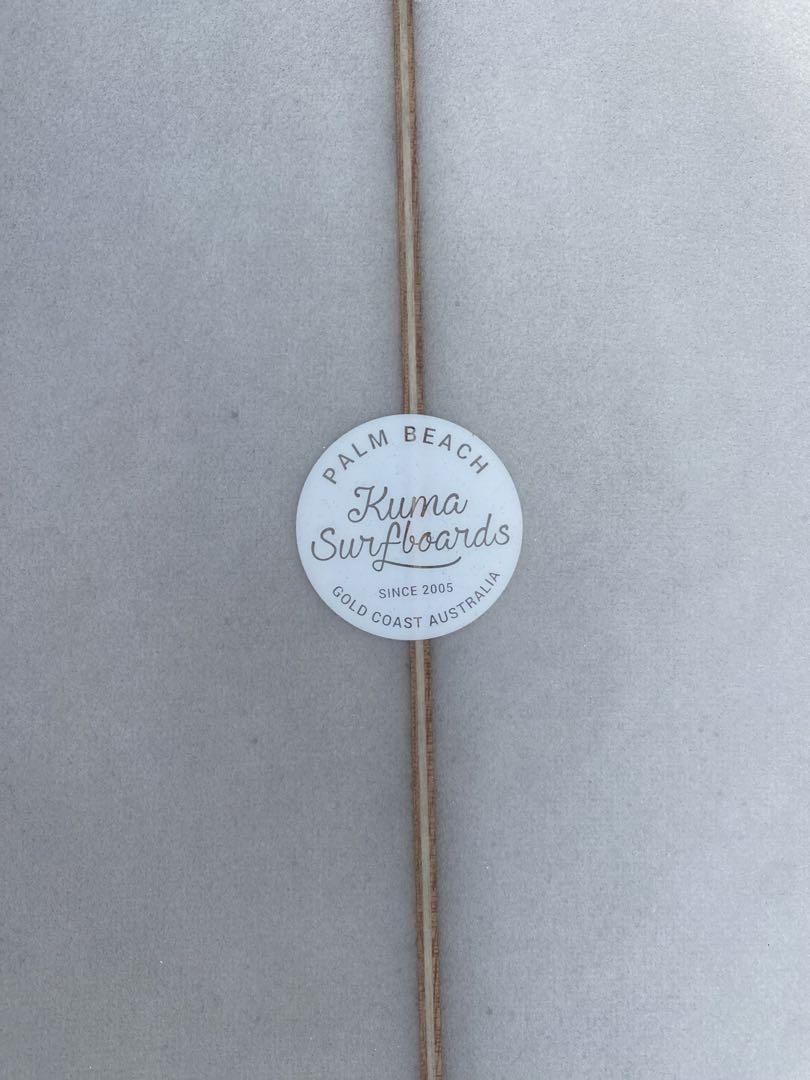 PALM BEACH
Kuma
Surfboards
SINCE 2005
GOLD COAST AUSTRALIA